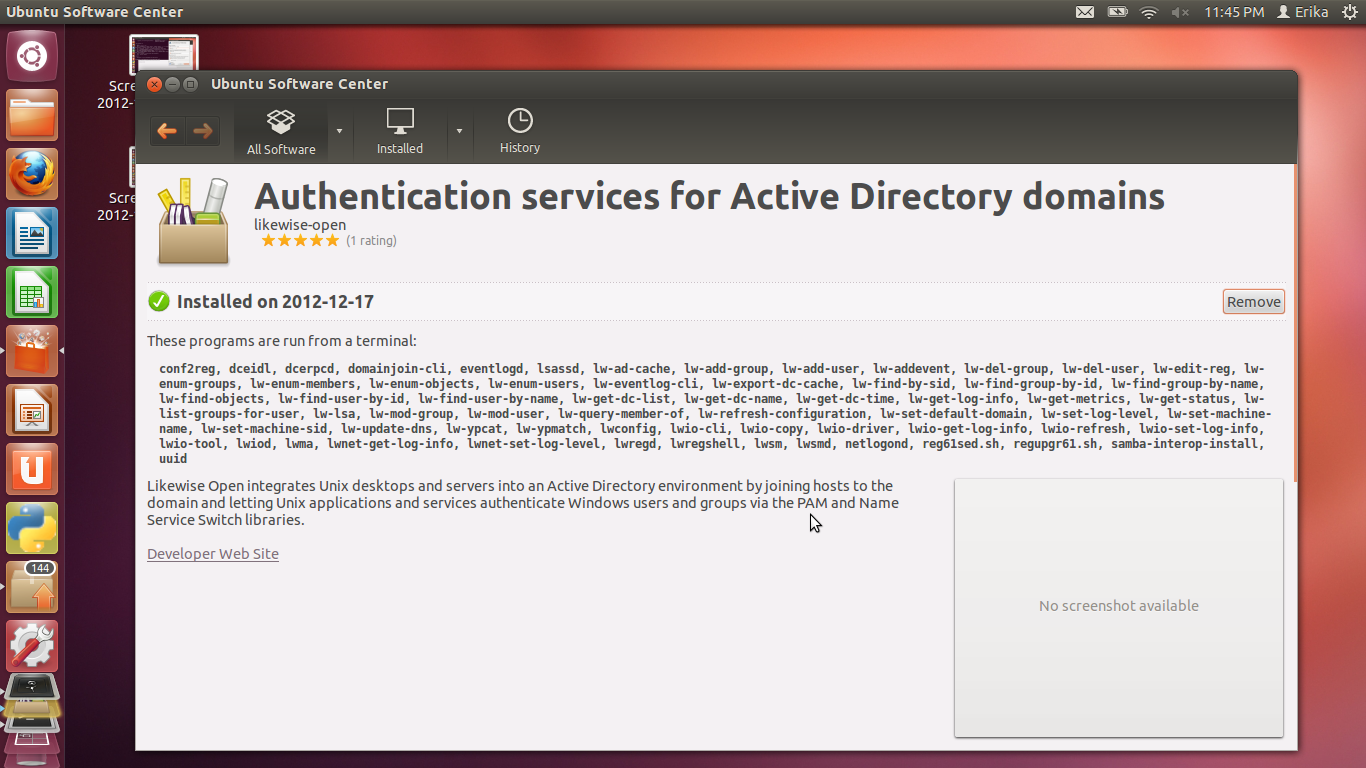 Ubuntu Software Center
11:45 PM Erika
Scre
2012-1
Scre
2012-
144
Ubuntu Software Center
All Software Installed History
Authentication services for Active Directory domains
likewise-open
(1 rating)
Installed on 2012-12-17
Remove
These programs are run from a terminal:
conf2reg, dceidl, dcerpcd, domainjoin-cli, eventlogd, lsassd, lw-ad-cache, lw-add-group, lw-add-user, lw-addevent, lw-del-group, lw-del-user, lw-edit-reg, lw-
enum-groups, lw-enum-members, lw-enum-objects, lw-enum-users, lw-eventlog-cli, lw-export-dc-cache, lw-find-by-sid, lw-find-group-by-id, lw-find-group-by-name,
lw-find-objects, lw-find-user-by-id, lw-find-user-by-name, lw-get-dc-list, lw-get-dc-name, lw-get-dc-time, lw-get-log-info, lw-get-metrics, lw-get-status, lw-
list-groups-for-user, lw-lsa, lw-mod-group, lw-mod-user, lw-query-member-of, lw-refresh-configuration, lw-set-default-domain, lw-set-log-level, lw-set-machine-
name, lw-set-machine-sid, lw-update-dns, lw-ypcat, lw-ypmatch, lwconfig, lwio-cli, lwio-copy, lwio-driver, lwio-get-log-info, lwio-refresh, lwio-set-log-info,
lwio-tool, lwiod, lwma, lwnet-get-log-info, lwnet-set-log-level, lwregd, lwregshell, lwsm, lwsmd, netlogond, reg61sed.sh, regupgr61.sh, samba-interop-install,
uuid
Likewise Open integrates Unix desktops and servers into an Active Directory environment by joining hosts to the
domain and letting Unix applications and services authenticate Windows users and groups via the PAM and Name
Service Switch libraries.
Developer Web Site
No screenshot available